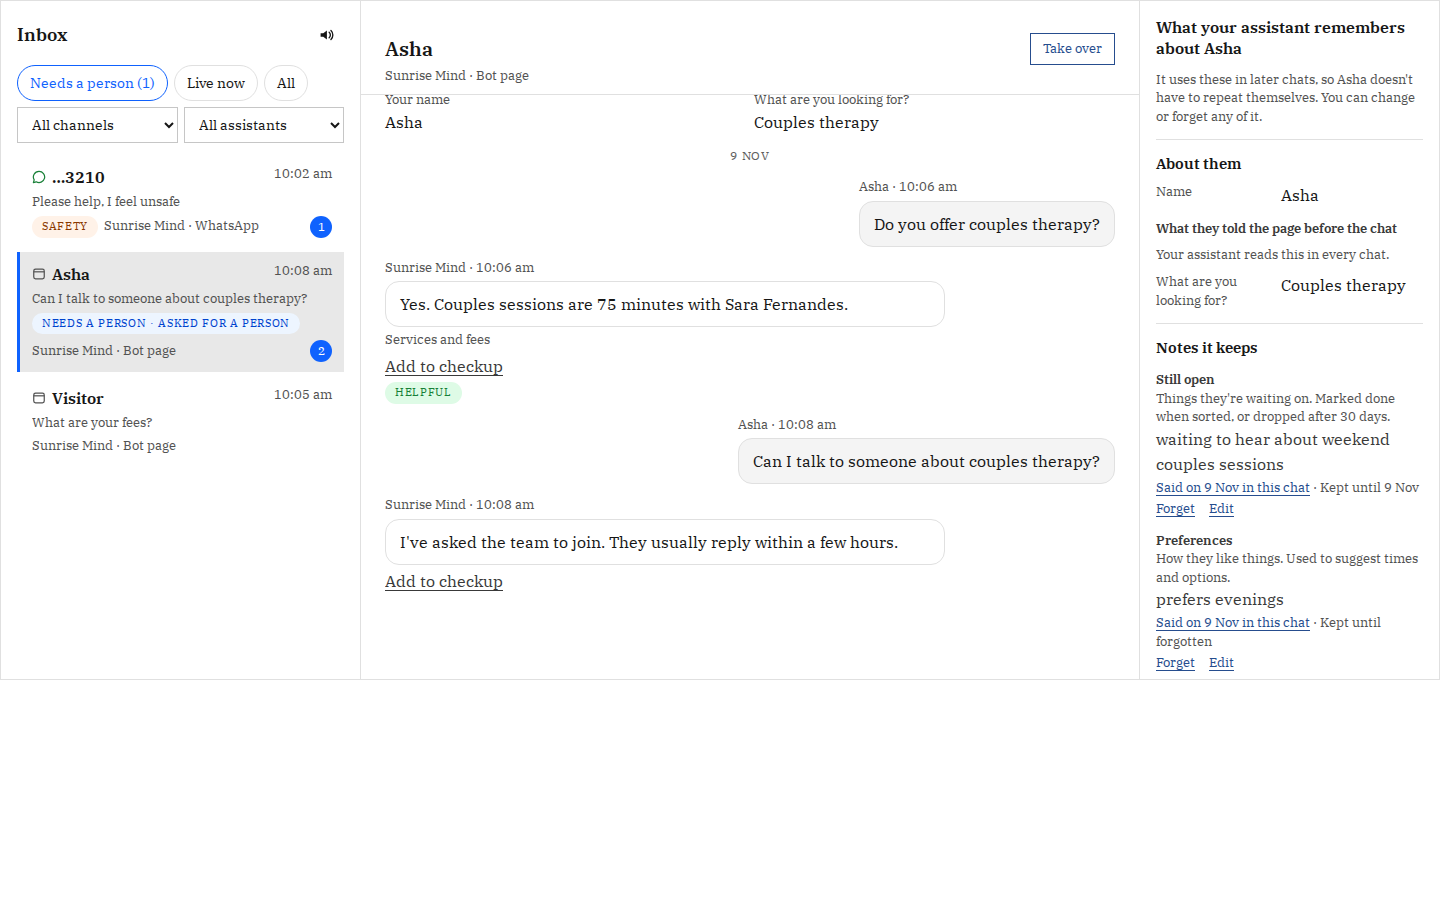 Inbox
Needs a person (1)
Live now
All
All channels
All assistants
...3210
10:02 am
Please help, I feel unsafe
SAFETY
Sunrise Mind · WhatsApp
1
Asha
10:08 am
Can I talk to someone about couples therapy?
NEEDS A PERSON · ASKED FOR A PERSON
Sunrise Mind · Bot page
2
Visitor
10:05 am
What are your fees?
Sunrise Mind · Bot page
Asha
Sunrise Mind · Bot page
Take over
Your name
What are you looking for?
Asha
Couples therapy
9 NOV
Asha · 10:06 am
Do you offer couples therapy?
Sunrise Mind · 10:06 am
Yes. Couples sessions are 75 minutes with Sara Fernandes.
Services and fees
Add to checkup
HELPFUL
Asha · 10:08 am
Can I talk to someone about couples therapy?
Sunrise Mind · 10:08 am
I've asked the team to join. They usually reply within a few hours.
Add to checkup
What your assistant remembers
about Asha
It uses these in later chats, so Asha doesn't
have to repeat themselves. You can change
or forget any of it.
About them
Name
Asha
What they told the page before the chat
Your assistant reads this in every chat.
What are you
looking for?
Couples therapy
Notes it keeps
Still open
Things they're waiting on. Marked done
when sorted, or dropped after 30 days.
waiting to hear about weekend
couples sessions
Said on 9 Nov in this chat · Kept until 9 Nov
Forget
Edit
Preferences
How they like things. Used to suggest times
and options.
prefers evenings
Said on 9 Nov in this chat · Kept until
forgotten
Forget
Edit